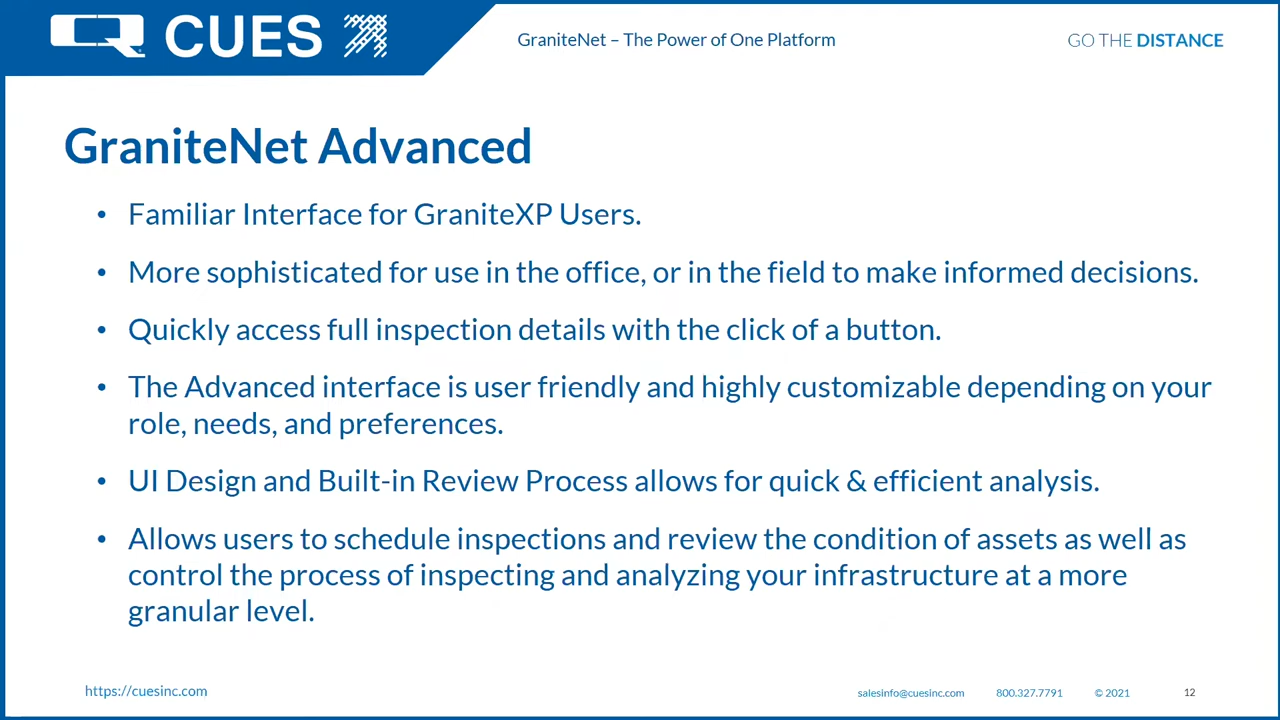 CUES
GraniteNet – The Power of One Platform
GO THE DISTANCE
GraniteNet Advanced
• Familiar Interface for GraniteXP Users.
• More sophisticated for use in the office, or in the field to make informed decisions.
• Quickly access full inspection details with the click of a button.
• The Advanced interface is user friendly and highly customizable depending on your
role, needs, and preferences.
• UI Design and Built-in Review Process allows for quick & efficient analysis.
• Allows users to schedule inspections and review the condition of assets as well as
control the process of inspecting and analyzing your infrastructure at a more
granular level.
https://cuesinc.com
salesinfo@cuesinc.com
800.327.7791
© 2021
12